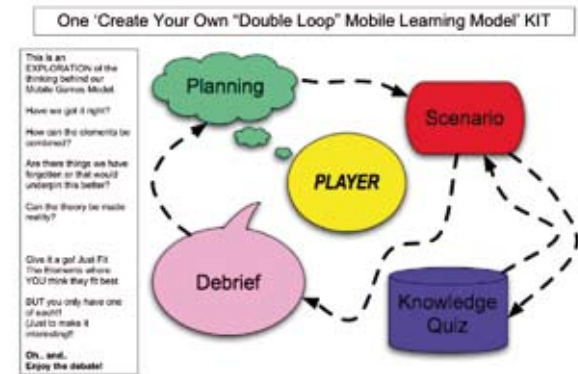 One 'Create Your Own "Double Loop" Mobile Learning Model' KIT
This is an
EXPLORATION of the
thinking behind our
Mobile Games Model.
Have we got it right?
How can the elements be
combined?
Are there things we have
forgotten or that would
underpin this better?
Can the theory be made
reality?
Give it a go! Just Fit
The Elements where
YOU think they fit best
BUT you only have one
of each!!
(Just to make it
interesting!!
Oh.. and..
Enjoy the debate!
Planning
Scenario
PLAYER
Debrief
Knowledge
Quiz